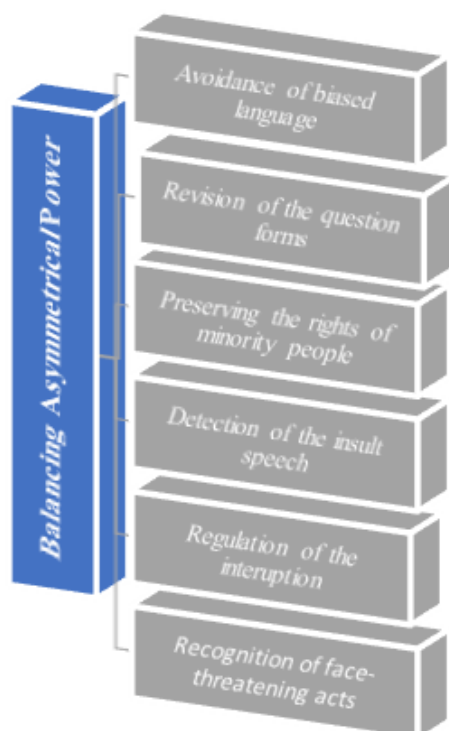 Balancing Asymmetrical Power
Avoidance of biased
language
Revision of the question
forms
Preserving the rights of
minority people
Detection of the insult
speech
Regulation of the
interuption
Recognition of face-
threatening acts